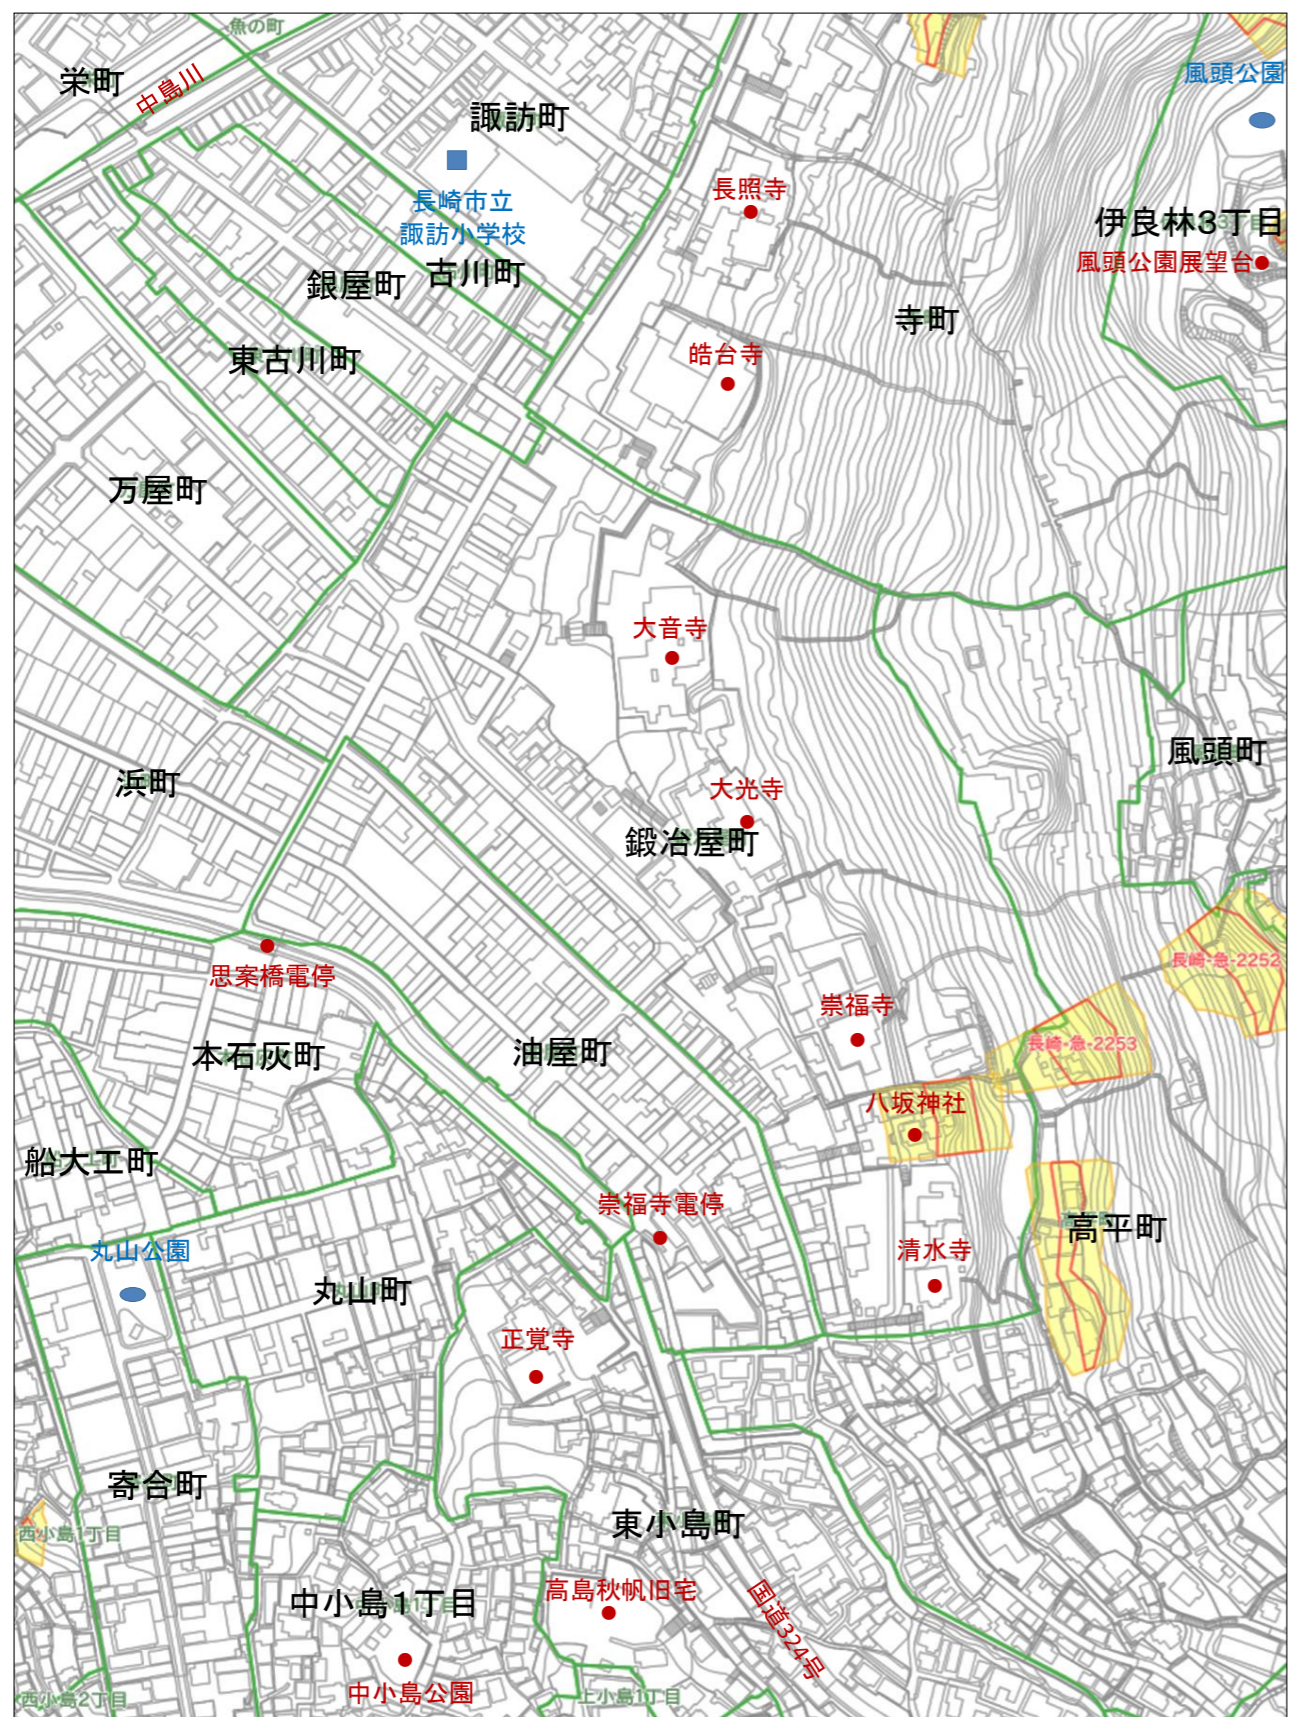 魚の町
栄町
中島川
風頭公園
諏訪町
長照寺
長崎市立
諏訪小学校
伊良林3丁目
風頭公園展望台
古川町
銀屋町
寺町
東古川町
皓台寺
万屋町
大音寺
風頭町
浜町
大光寺
鍛冶屋町
長崎-急-2252
思案橋電停
崇福寺
長崎-急-2253
本石灰町
油屋町
八坂神社
船大工町
崇福寺電停
高平町
丸山公園
清水寺
丸山町
正覚寺
寄合町
東小島町
西小島1丁目
高島秋帆旧宅
中小島1丁目
国道324号
中小島公園
西小島2丁目
上小島1丁目